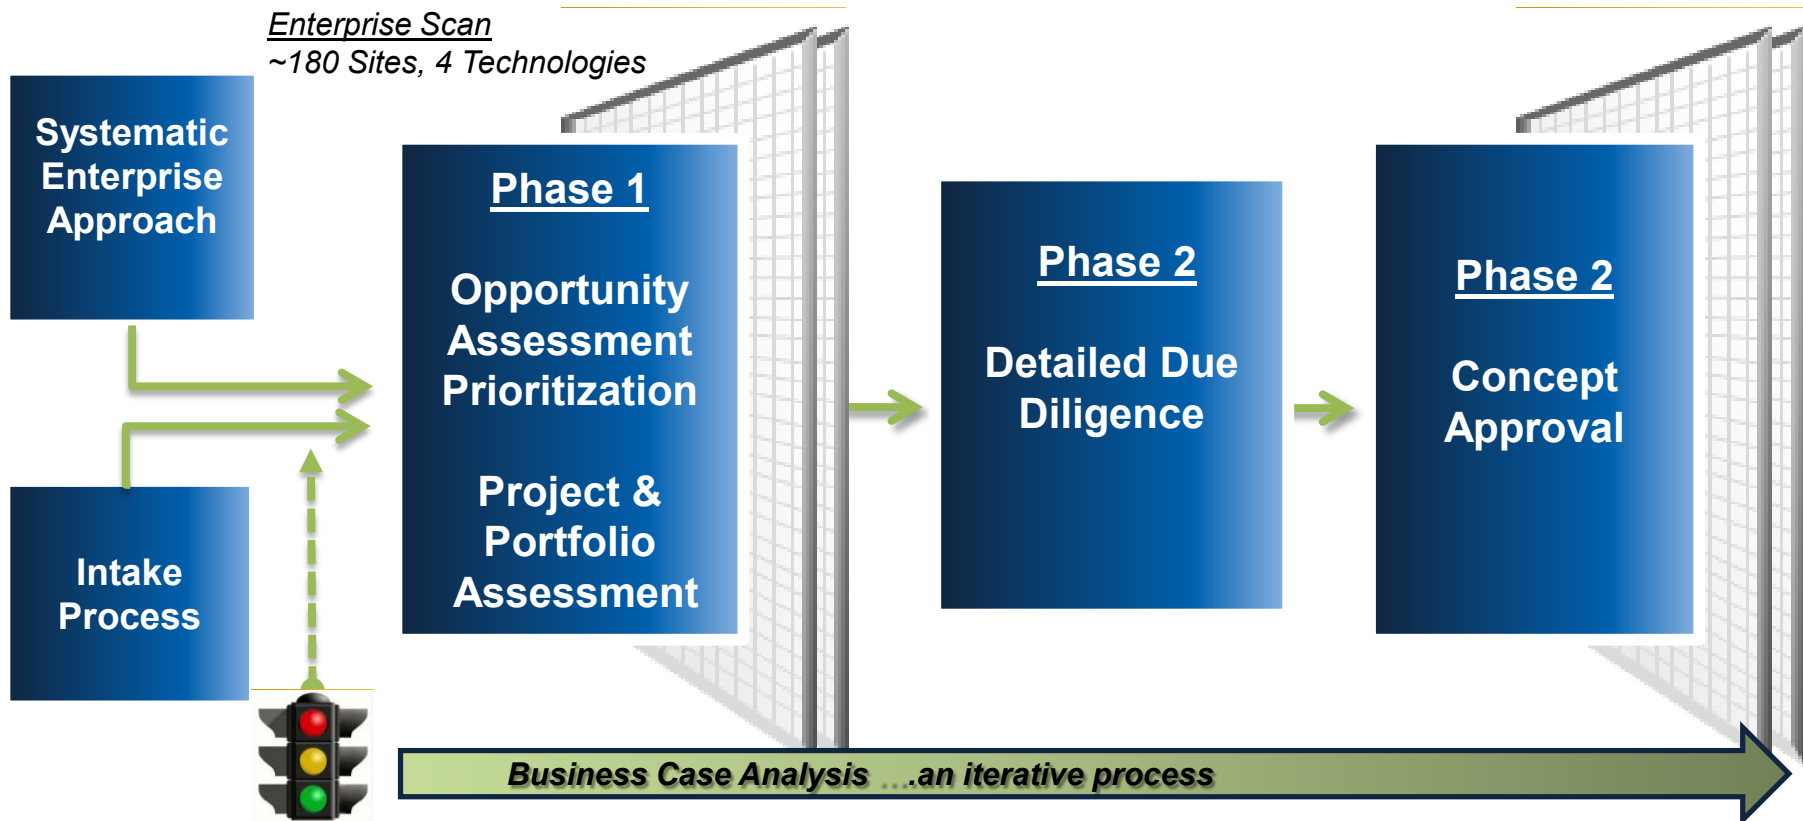 Enterprise Scan
~180 Sites, 4 Technologies
Systematic
Enterprise
Approach
Intake
Process
Phase 1
Opportunity
Assessment
Prioritization
Project &
Portfolio
Assessment
Phase 2
Detailed Due
Diligence
Phase 2
Concept
Approval
Business Case Analysis ....an iterative process